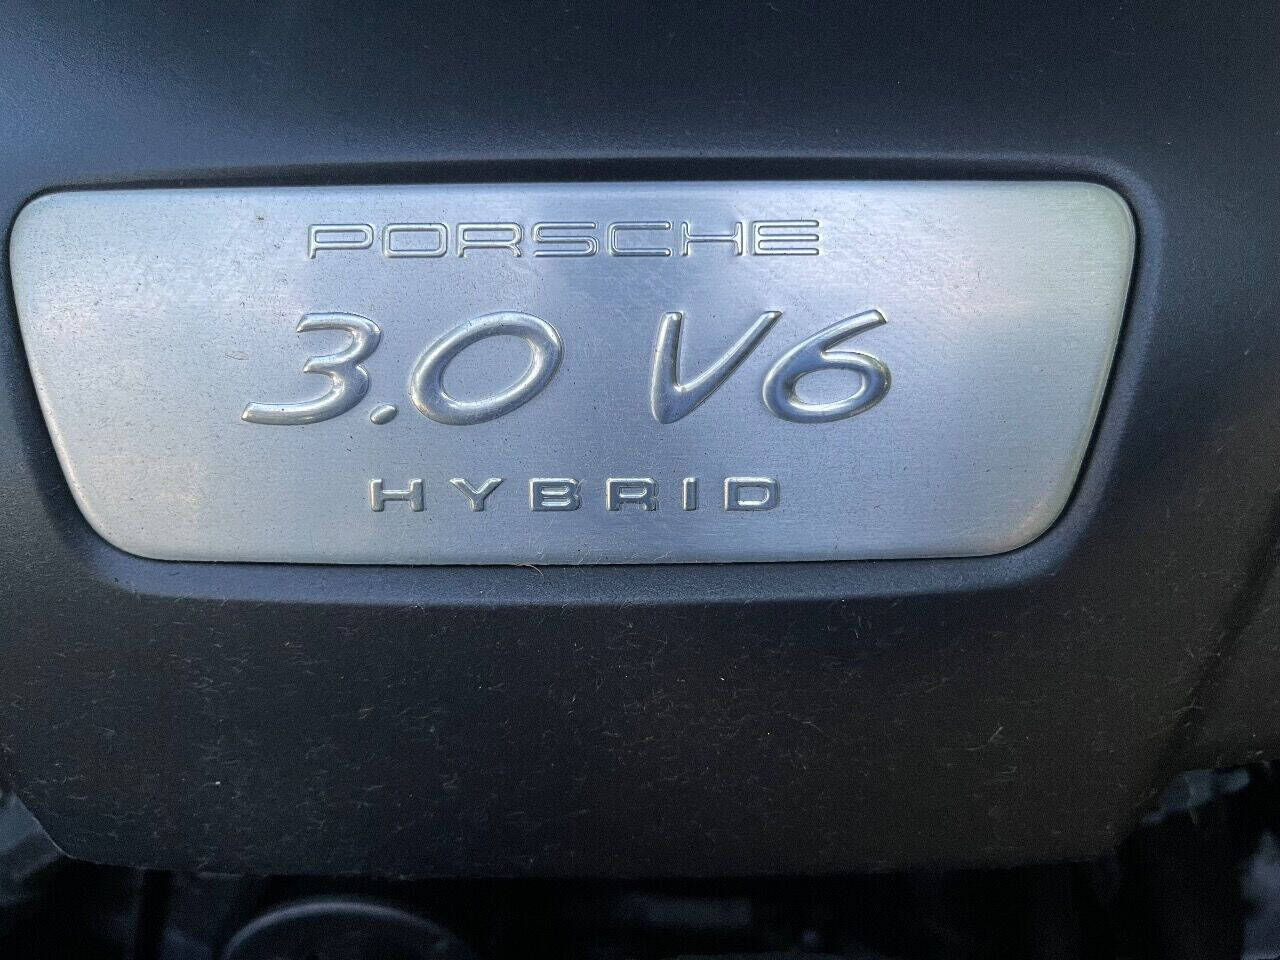 PORSCHE
3.0 V6
HYBRID